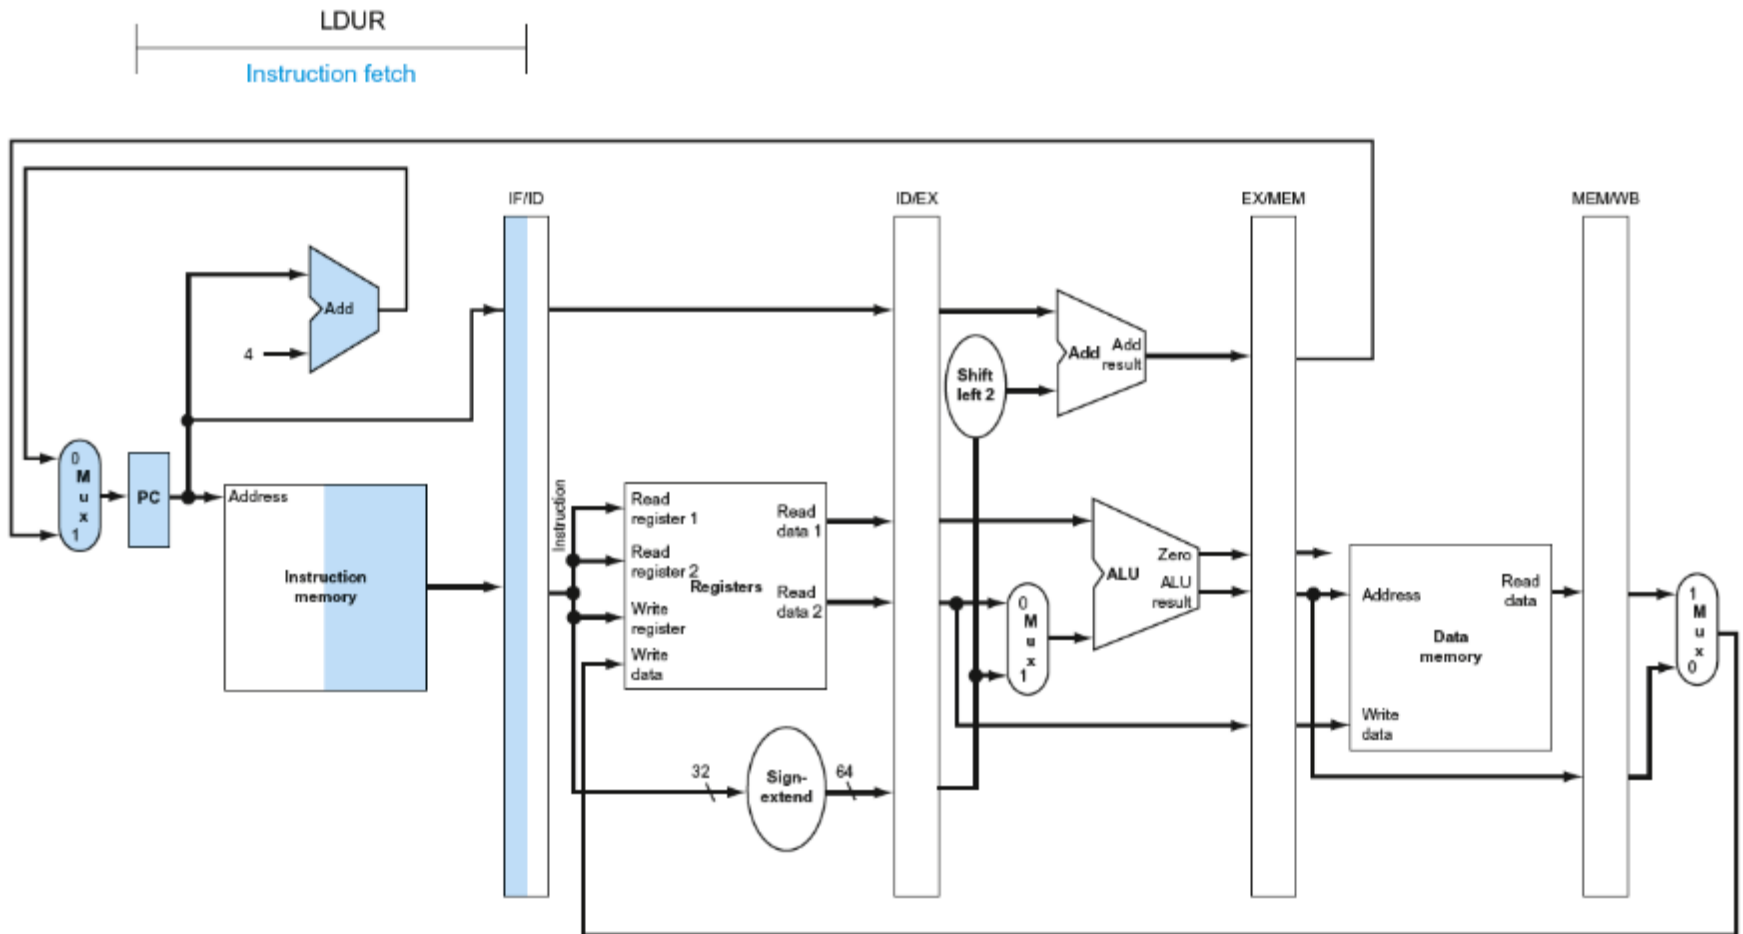 LDUR
Instruction fetch
IF/ID
ID/EX
EX/MEM
MEM/WB
Add
4
Add
Add
result
Shift
left 2
0
M
u
x
1
PC
Address
Instruction
memory
Instruction
Read
register 1
Read
register 2
Registers
Write
register
Write
data
Read
data 1
Read
data 2
0
M
u
x
1
Zero
ALU
ALU
result
Address
Read
data
Data
memory
Write
data
1
M
u
x
0
32
Sign-
extend
64